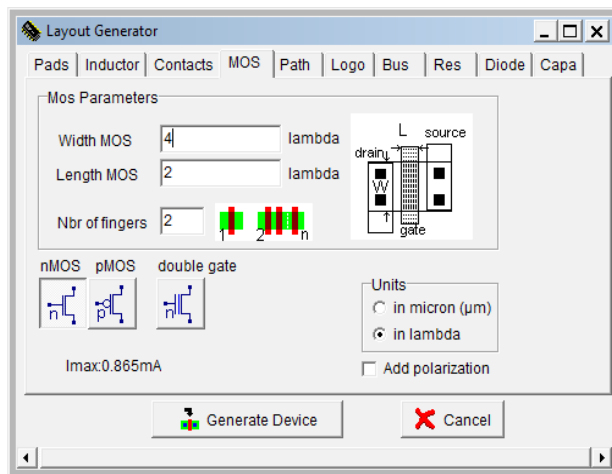 Layout Generator
Pads Inductor Contacts MOS Path Logo Bus Res Diode Capa
Mos Parameters
Width MOS 4 lambda
Length MOS 2 lambda
Nbr of fingers 2
1 2 n
L source
drain
W
gate
nMOS pMOS double gate
n p n
Units
in micron (µm)
in lambda
Imax:0.865mA
Add polarization
Generate Device Cancel